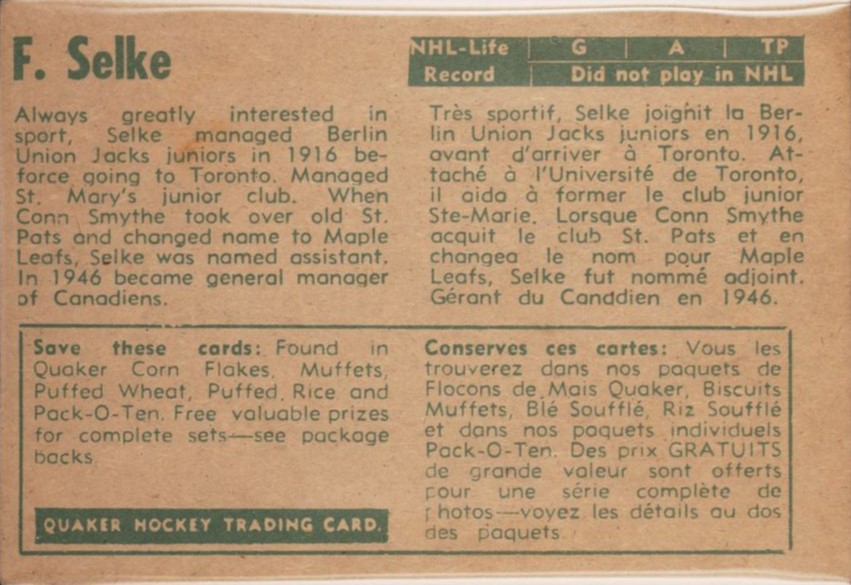 F. Selke
NHL-Life G A TP
Record Did not play in NHL
Always greatly interested in
sport, Selke managed Berlin
Union Jacks juniors in 1916 be-
force going to Toronto. Managed
St. Mary's junior club. When
Conn Smythe took over old St.
Pats and changed name to Maple
Leafs, Selke was named assistant.
In 1946 became general manager
of Canadiens.
Très sportif, Selke joignit la Ber-
lin Union Jacks juniors en 1916,
avant d'arriver à Toronto. At-
taché à l'Université de Toronto,
il aida à former le club junior
Ste-Marie. Lorsque Conn Smythe
acquit le club St. Pats et en
changea le nom pour Maple
Leafs, Selke fut nommé adjoint.
Gérant du Canddien en 1946.
Save these cards: Found in
Quaker Corn Flakes, Muffets,
Puffed Wheat, Puffed Rice and
Pack-O-Ten. Free valuable prizes
for complete sets—see package
backs
QUAKER HOCKEY TRADING CARD.
Conserves ces cartes: Vous les
trouverez dans nos paquets de
Flocons de Mais Quaker, Biscuits
Muffets, Blé Soufflé, Riz Soufflé
et dans nos paquets individuels
Pack-O-Ten. Des prix GRATUITS
de grande valeur sont offerts
pour une série complète de
photos—voyez les détails au dos
des paquets